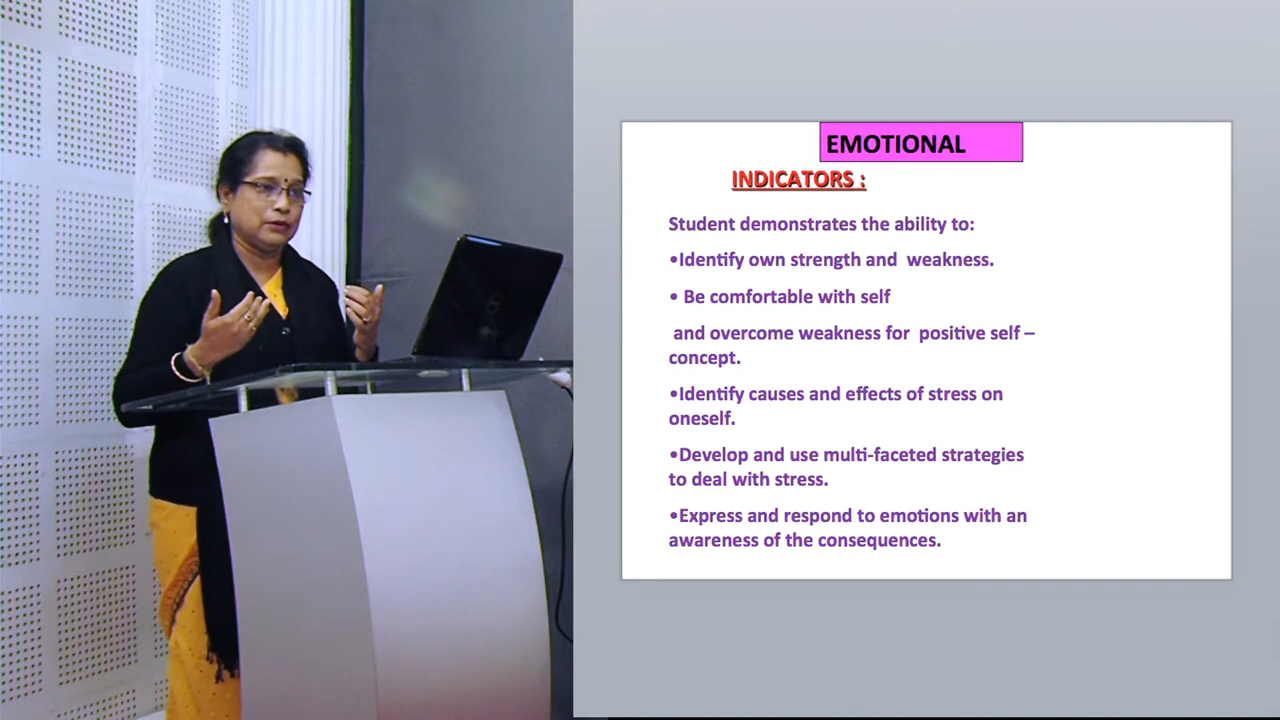 EMOTIONAL
INDICATORS :
Student demonstrates the ability to:
•Identify own strength and  weakness.
• Be comfortable with self
and overcome weakness for  positive self –
concept.
•Identify causes and effects of stress on
oneself.
•Develop and use multi-faceted strategies
to deal with stress.
•Express and respond to emotions with an
awareness of the consequences.